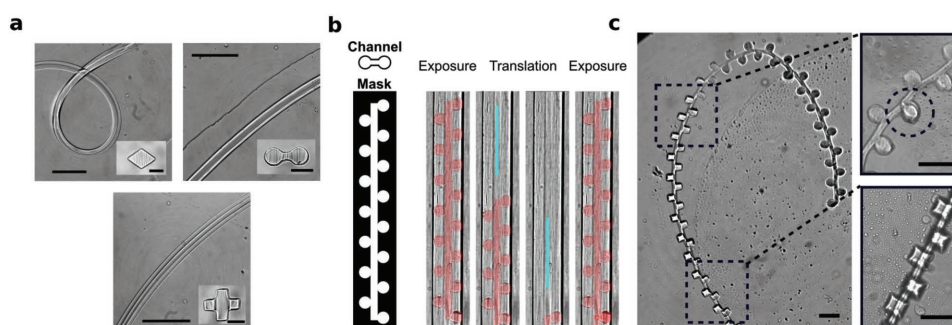 a
b
c
Channel
Mask
Exposure Translation Exposure